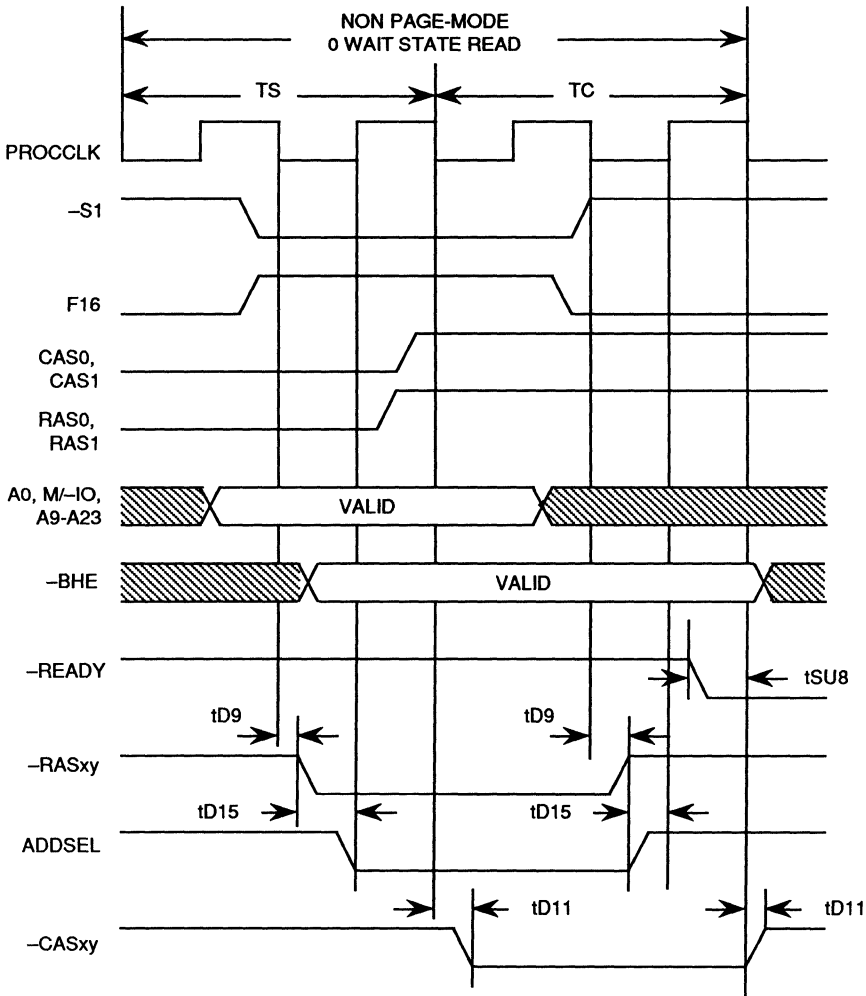 NON PAGE-MODE
0 WAIT STATE READ
TS
TC
PROCCLK
–S1
F16
CAS0,
CAS1
RAS0,
RAS1
A0, M/–IO,
A9-A23
VALID
–BHE
VALID
–READY
tSU8
tD9
tD9
–RASxy
tD15
tD15
ADDSEL
tD11
tD11
–CASxy